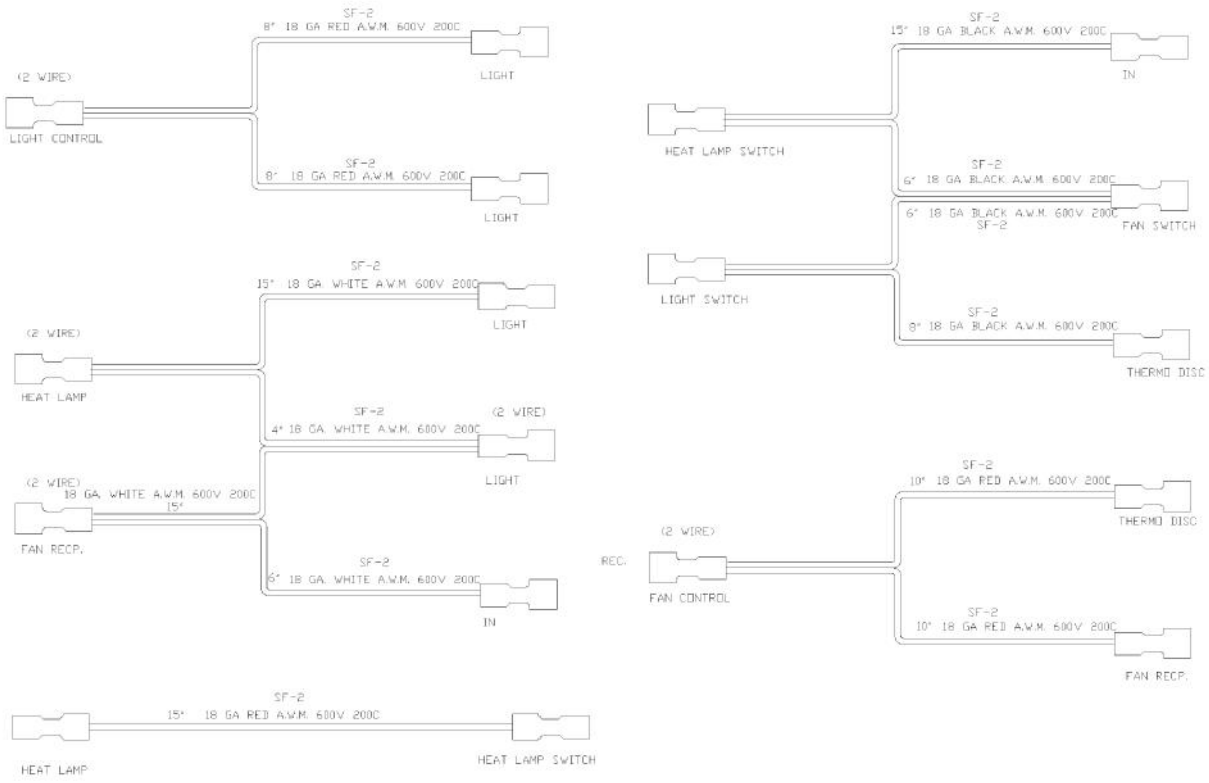 SF-2
8" 18 GA RED A.W.M. 600V 200C
LIGHT
(2 WIRE)
LIGHT CONTROL
SF-2
8" 18 GA RED A.W.M. 600V 200C
LIGHT
SF-2
15" 18 GA. WHITE A.W.M. 600V 200C
LIGHT
(2 WIRE)
HEAT LAMP
SF-2
(2 WIRE)
4" 18 GA. WHITE A.W.M. 600V 200C
LIGHT
(2 WIRE)
18 GA. WHITE A.W.M. 600V 200C
15"
FAN RECP.
SF-2
6" 18 GA. WHITE A.W.M. 600V 200C
IN
SF-2
15" 18 GA RED A.W.M. 600V 200C
HEAT LAMP
HEAT LAMP SWITCH
SF-2
15" 18 GA BLACK A.W.M. 600V 200C
IN
HEAT LAMP SWITCH
SF-2
6" 18 GA BLACK A.W.M. 600V 200C
6" 18 GA BLACK A.W.M. 600V 200C
SF-2
FAN SWITCH
LIGHT SWITCH
SF-2
8" 18 GA BLACK A.W.M. 600V 200C
THERMO DISC
SF-2
10" 18 GA RED A.W.M. 600V 200C
THERMO DISC
(2 WIRE)
REC.
FAN CONTROL
SF-2
10" 18 GA RED A.W.M. 600V 200C
FAN RECP.